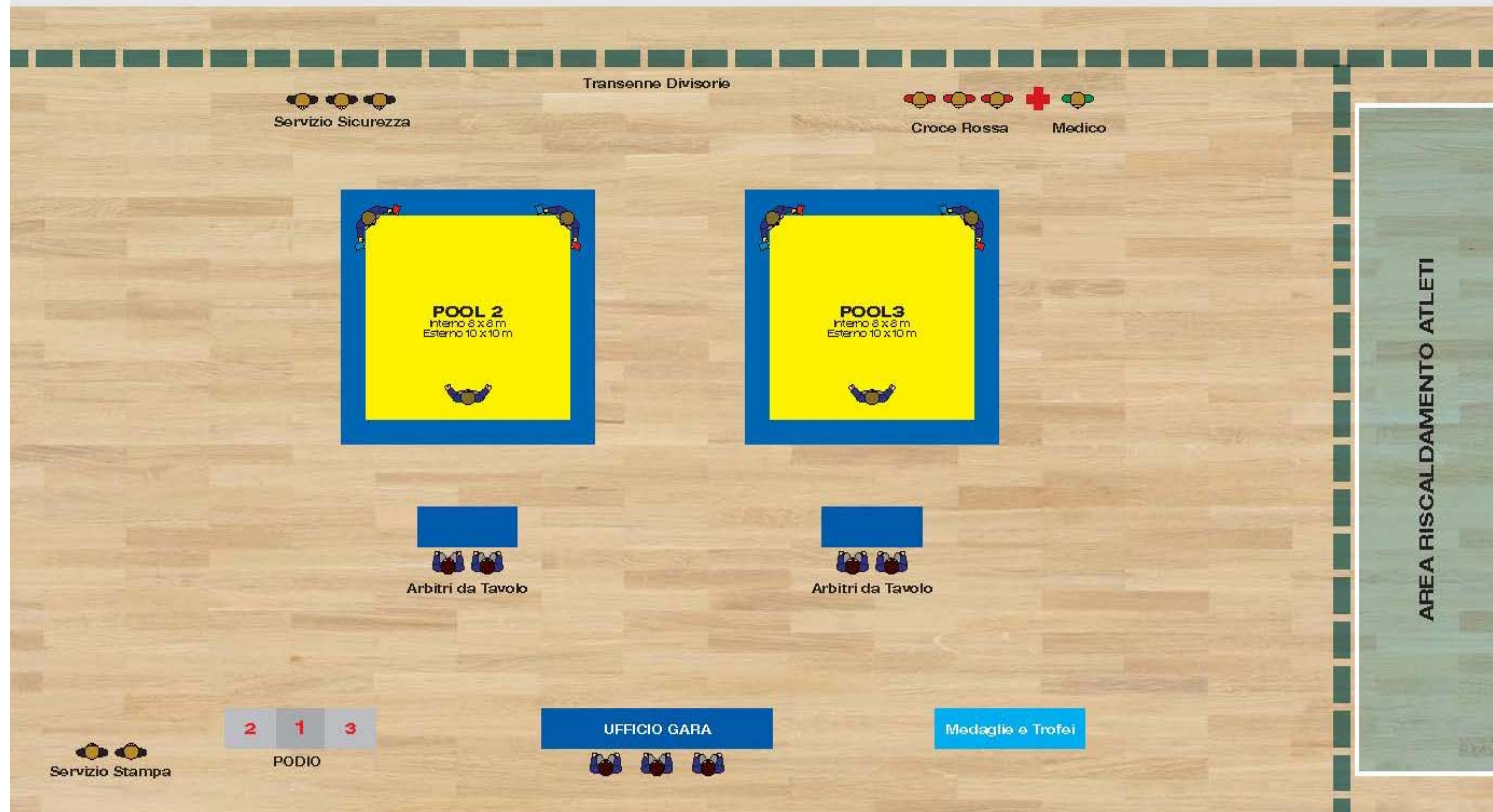 Transenne Divisorie
Servizio Sicurezza
Croce Rossa
Medico
POOL 2
Interno 8 x 8 m
Esterno 10 x 10 m
POOL3
Interno 8 x 8 m
Esterno 10 x 10 m
AREA RISCALDAMENTO ATLETI
Arbitri da Tavolo
Arbitri da Tavolo
2 1 3
PODIO
UFFICIO GARA
Medaglie e Trofei
Servizio Stampa